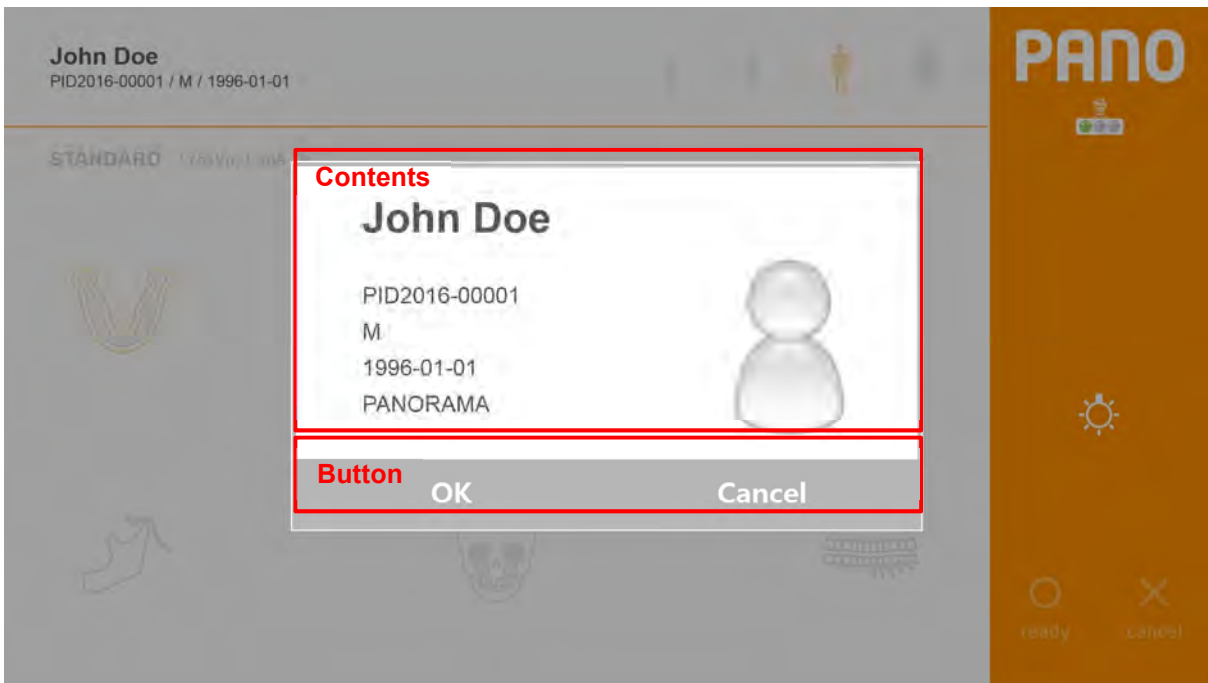 John Doe
PID2016-00001 / M / 1996-01-01
PANO
STANDARD
Contents
John Doe
PID2016-00001
M
1996-01-01
PANORAMA
Button
OK
Cancel
ready
cancel